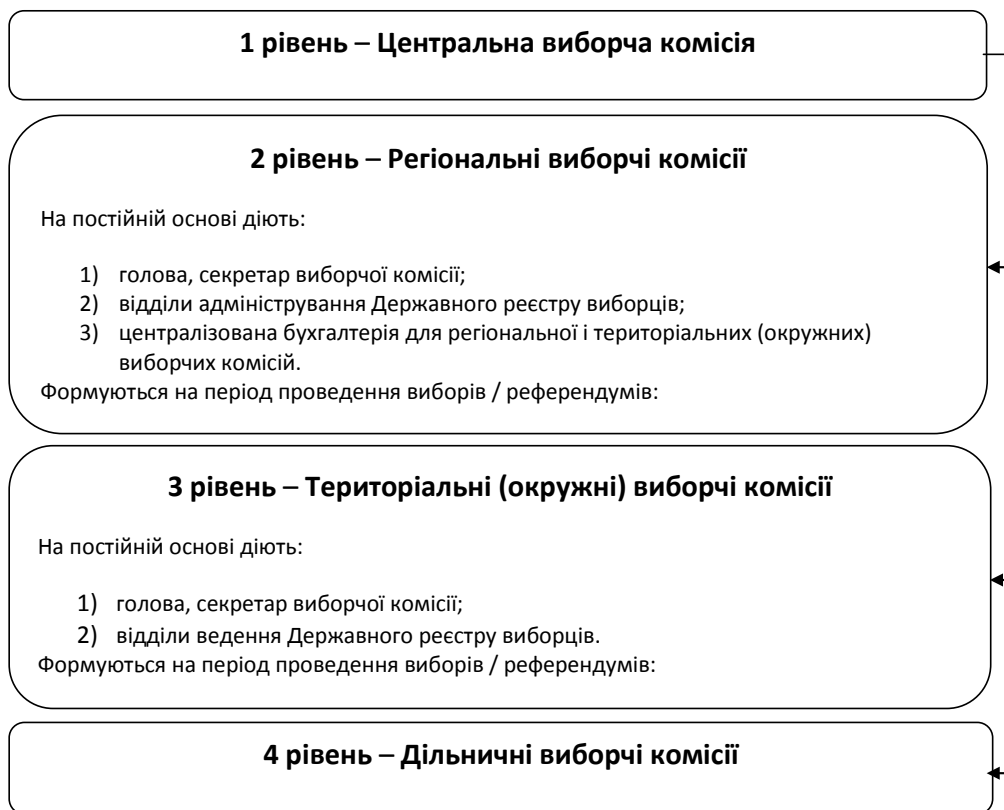 1 рівень – Центральна виборча комісія
2 рівень – Регіональні виборчі комісії
На постійній основі діють:
1) голова, секретар виборчої комісії;
2) відділи адміністрування Державного реєстру виборців;
3) централізована бухгалтерія для регіональної і територіальних (окружних)
виборчих комісій.
Формуються на період проведення виборів / референдумів:
3 рівень – Територіальні (окружні) виборчі комісії
На постійній основі діють:
1) голова, секретар виборчої комісії;
2) відділи ведення Державного реєстру виборців.
Формуються на період проведення виборів / референдумів:
4 рівень – Дільничні виборчі комісії